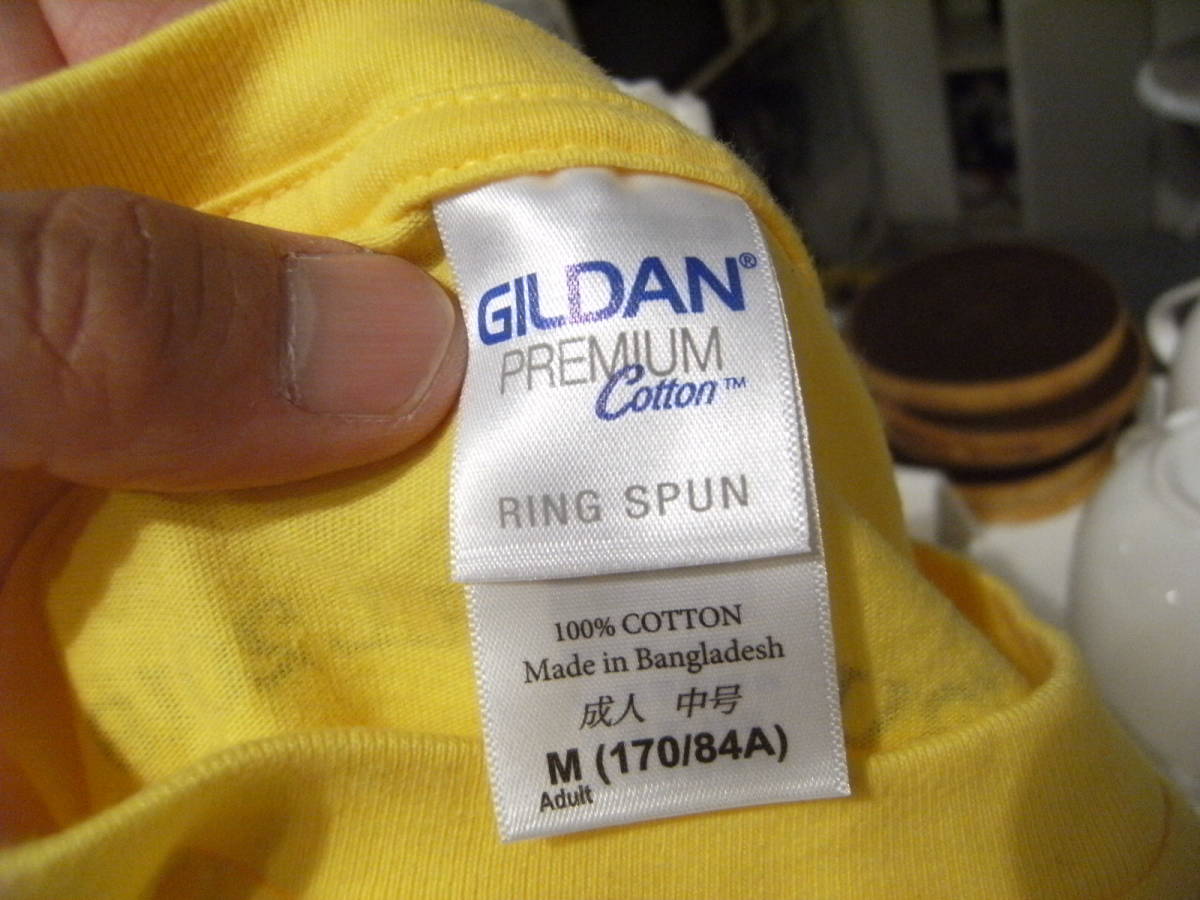 GILDAN®
PREMIUM
Cotton™
RING SPUN
100% COTTON
Made in Bangladesh
成人 中号
M (170/84A)
Adult